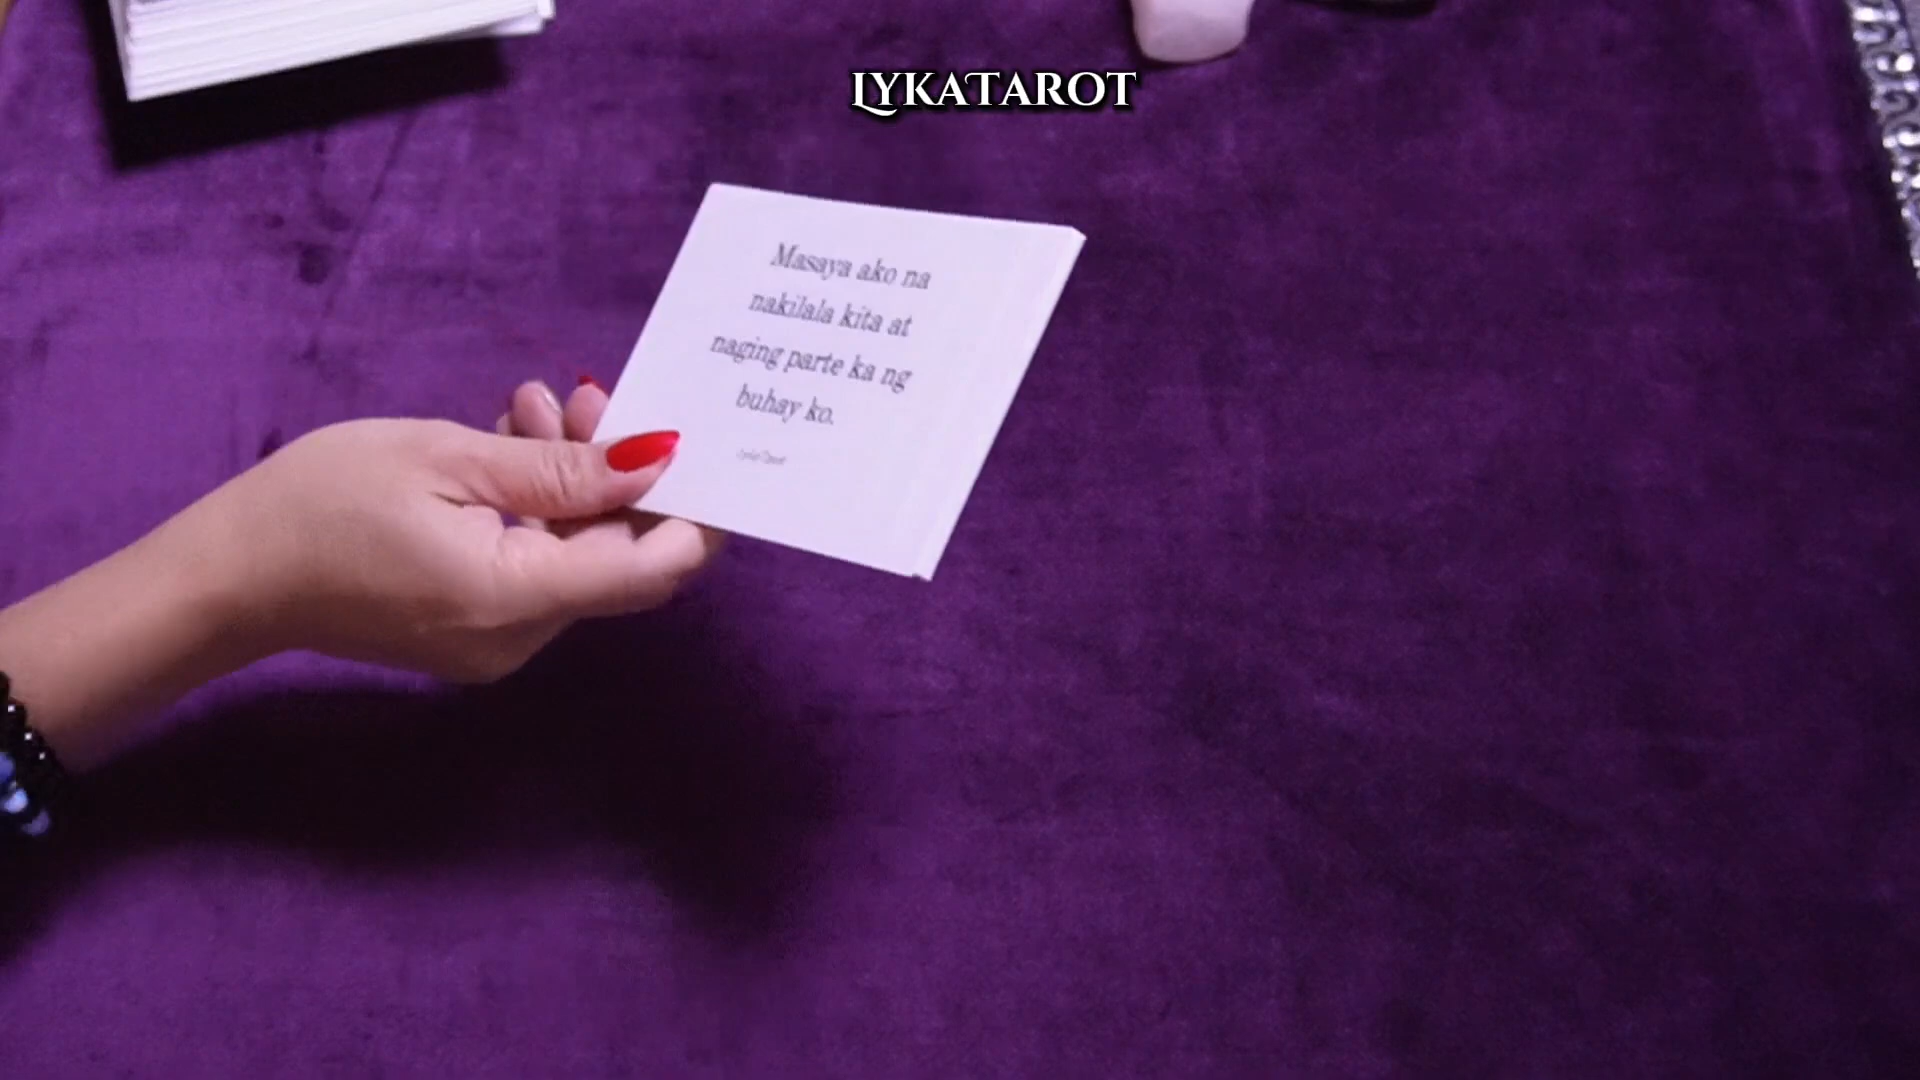 LYKATAROT
Masaya ako na
nakilala kita at
naging parte ka ng
buhay ko.